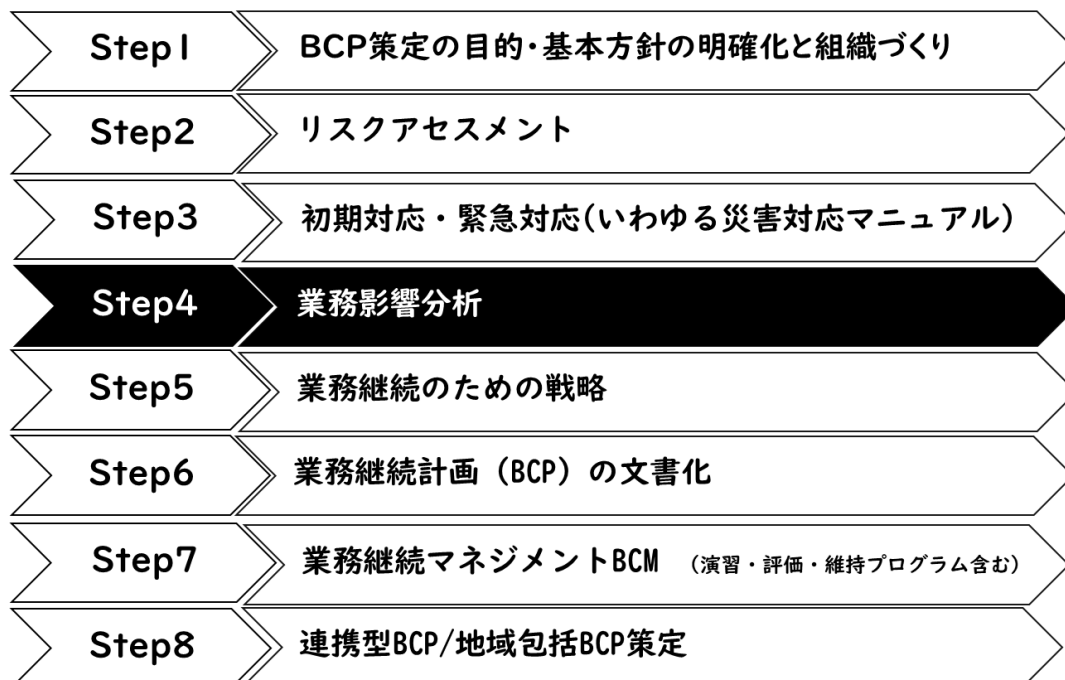 Step1 BCP策定の目的･基本方針の明確化と組織づくり
Step2 リスクアセスメント
Step3 初期対応・緊急対応(いわゆる災害対応マニュアル)
Step4 業務影響分析
Step5 業務継続のための戦略
Step6 業務継続計画（BCP）の文書化
Step7 業務継続マネジメントBCM （演習・評価・維持プログラム含む）
Step8 連携型BCP/地域包括BCP策定